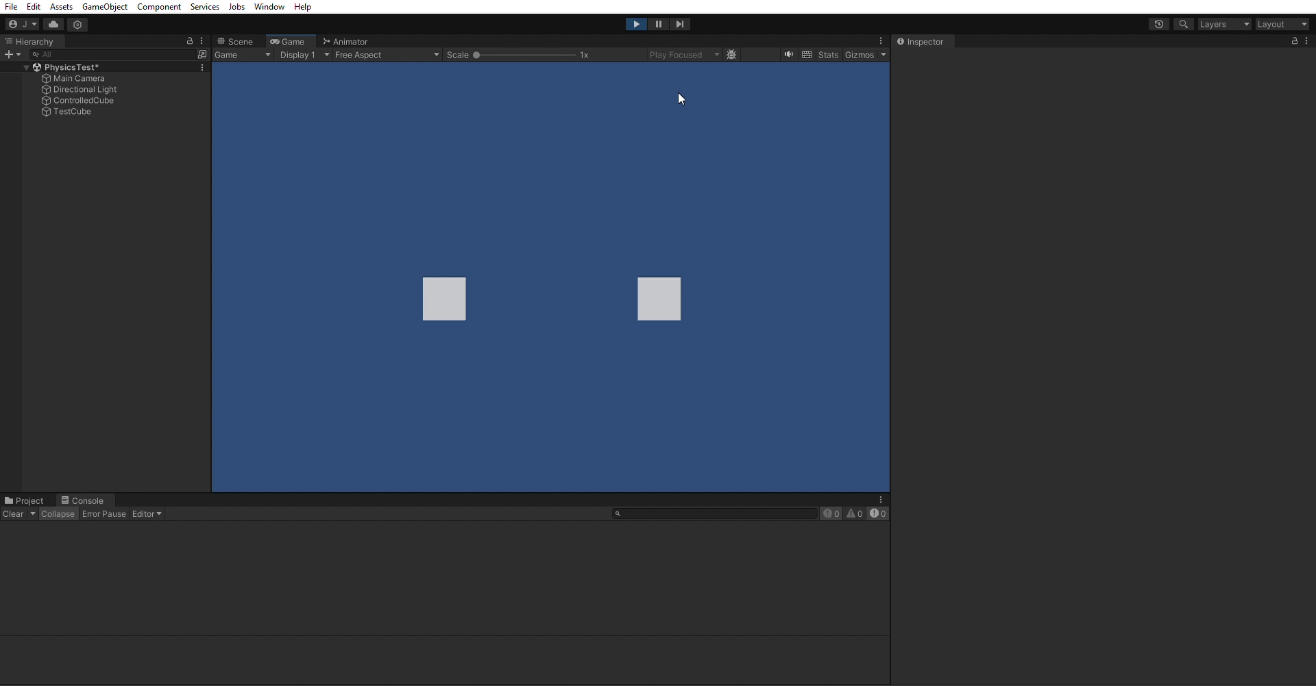 File Edit Assets GameObject Component Services Jobs Window Help
J Layers Layout
Hierarchy Scene Game Animator Inspector
All Game Display 1 Free Aspect Scale 1x Play Focused Stats Gizmos
PhysicsTest*
Main Camera
Directional Light
ControlledCube
TestCube
Project Console
Clear Collapse Error Pause Editor 0 0 0